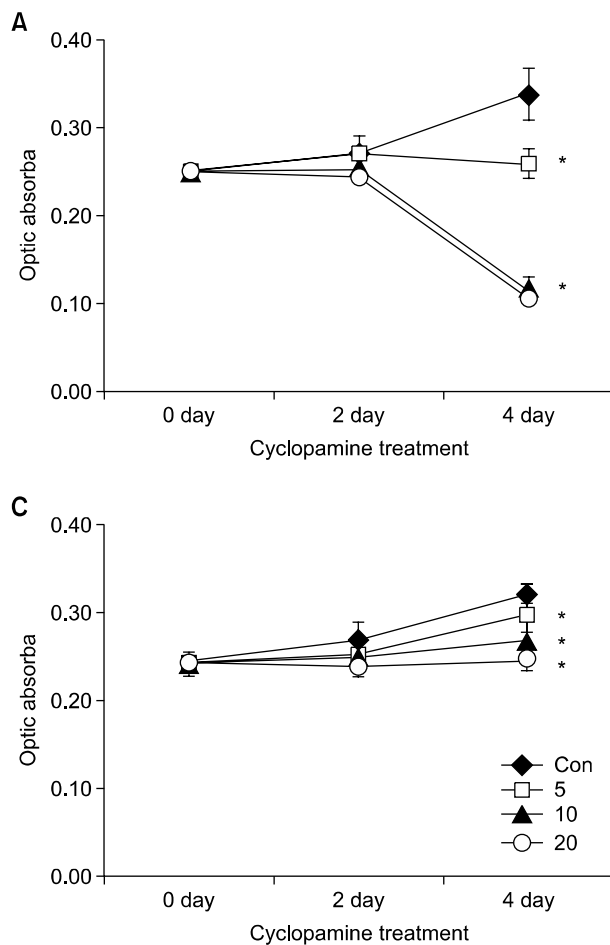 A
0.40
0.30
*
0.20
Optic absorba
*
0.10
0.00
0 day 2 day 4 day
Cyclopamine treatment
C
0.40
0.30
*
*
*
0.20
Optic absorba
Con
5
0.10
10
20
0.00
0 day 2 day 4 day
Cyclopamine treatment